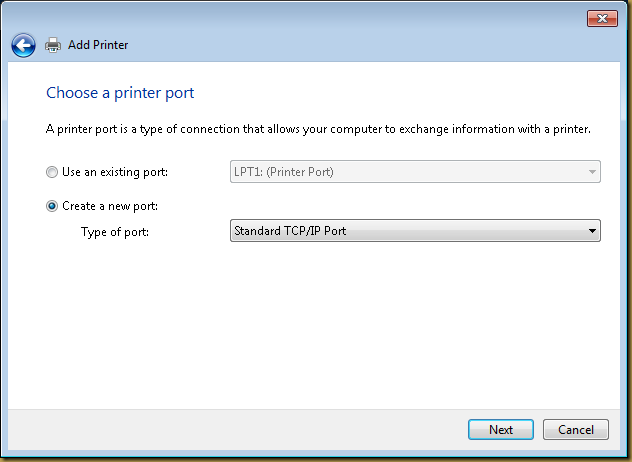 Add Printer
Choose a printer port
A printer port is a type of connection that allows your computer to exchange information with a printer.
Use an existing port: LPT1: (Printer Port)
Create a new port:
Type of port: Standard TCP/IP Port
Next Cancel